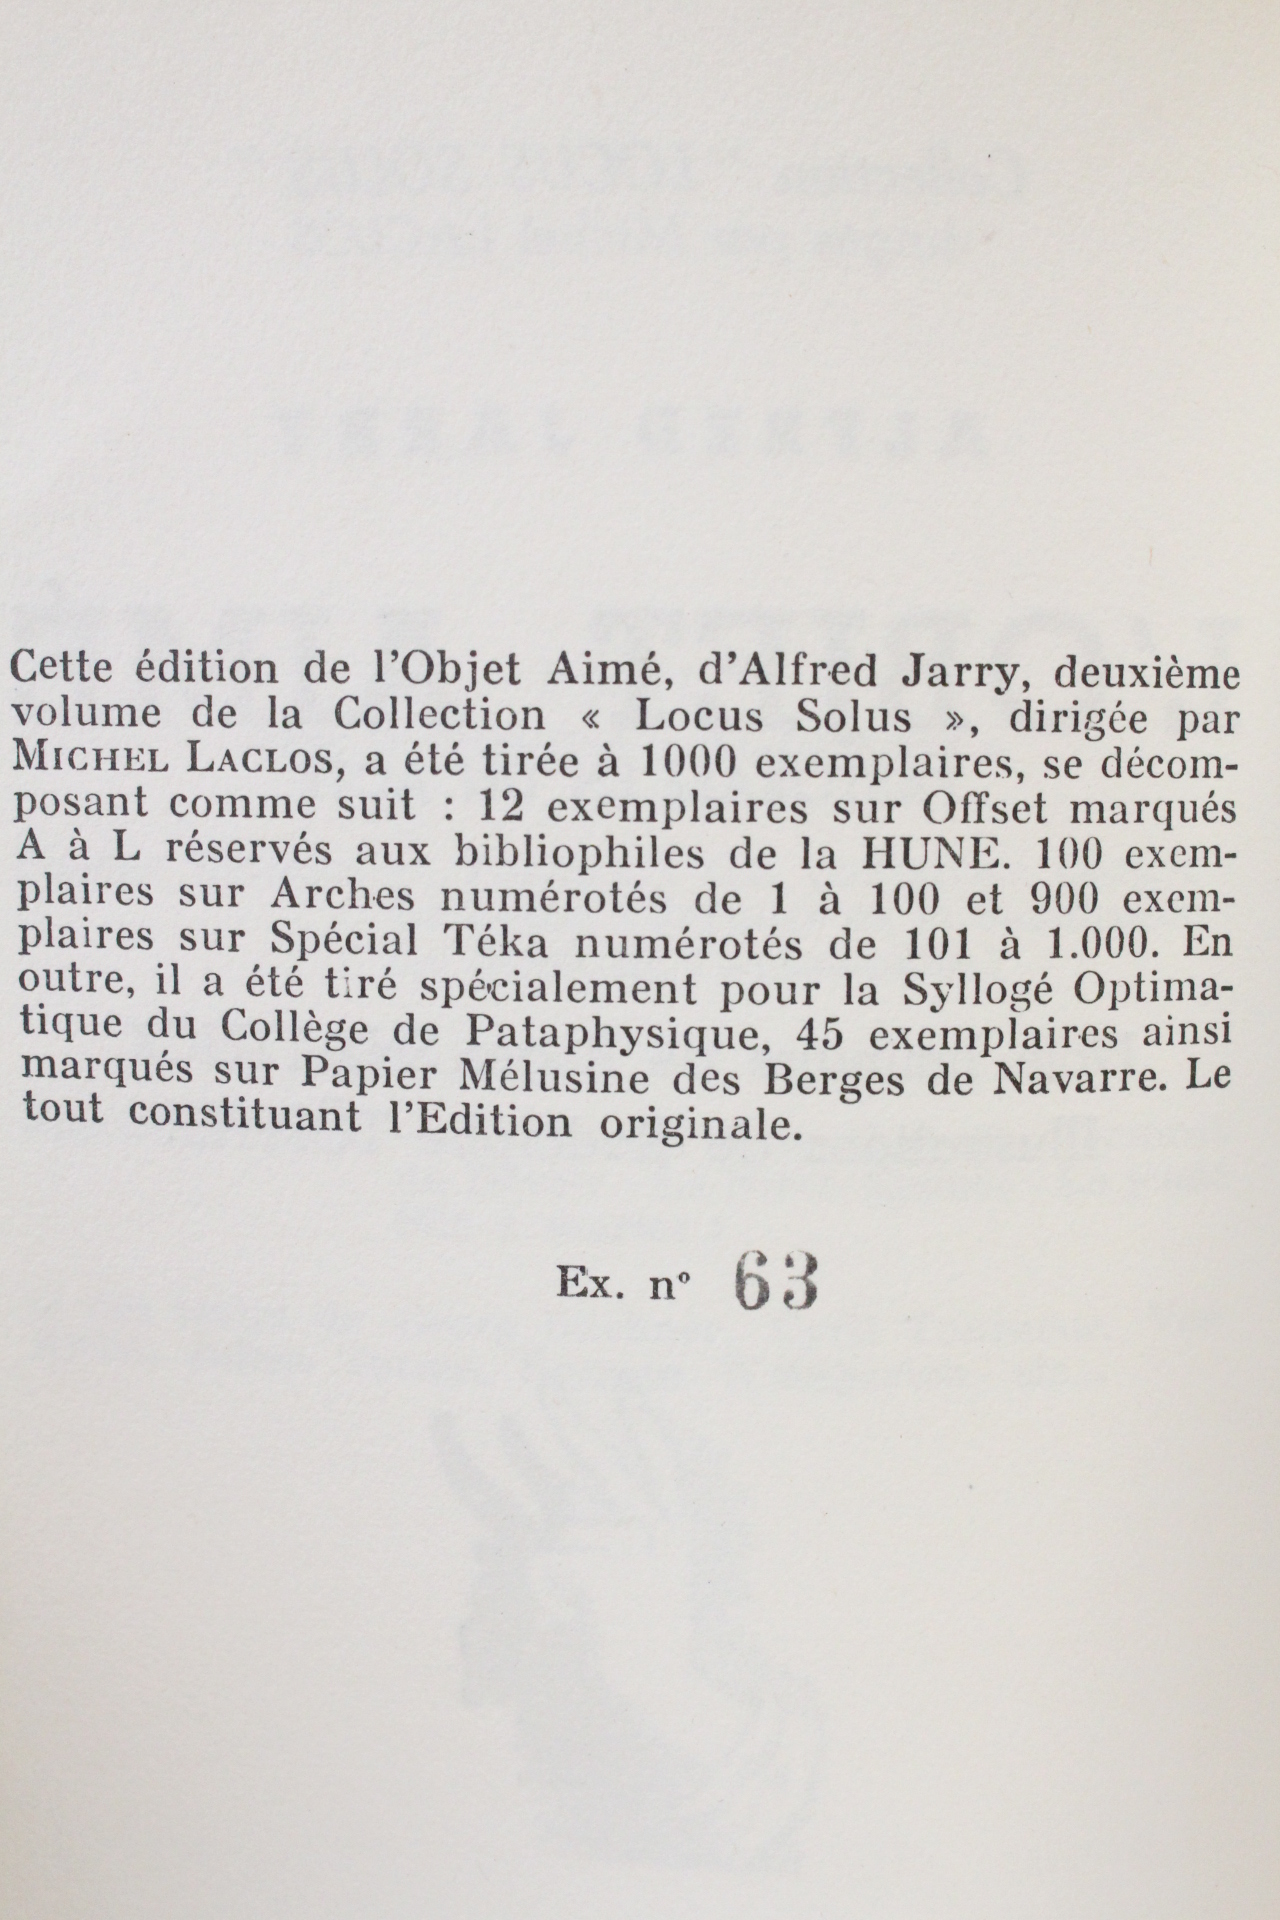 Cette édition de l'Objet Aimé, d'Alfred Jarry, deuxième
volume de la Collection « Locus Solus », dirigée par
MICHEL LACLOS, a été tirée à 1000 exemplaires, se décom-
posant comme suit : 12 exemplaires sur Offset marqués
A à L réservés aux bibliophiles de la HUNE. 100 exem-
plaires sur Arches numérotés de 1 à 100 et 900 exem-
plaires sur Spécial Téka numérotés de 101 à 1.000. En
outre, il a été tiré spécialement pour la Syllogé Optima-
tique du Collège de Pataphysique, 45 exemplaires ainsi
marqués sur Papier Mélusine des Berges de Navarre. Le
tout constituant l'Edition originale.
Ex. n° 63